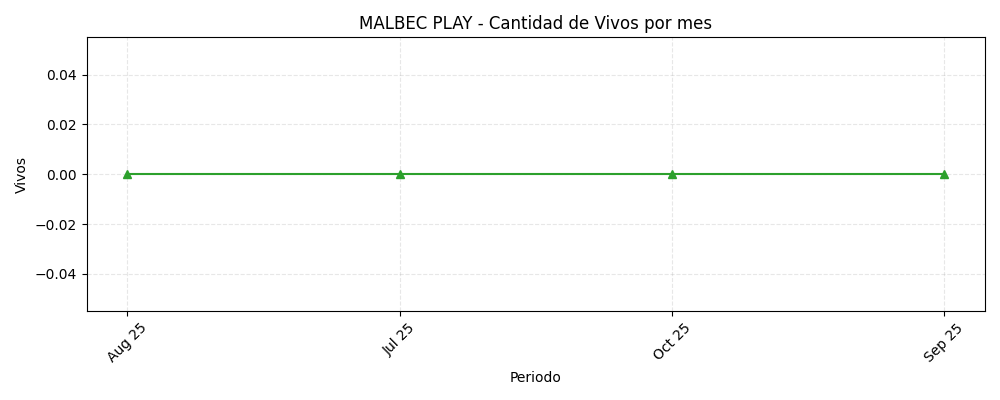 MALBEC PLAY - Cantidad de Vivos por mes
Vivos
0.04
0.02
0.00
−0.02
−0.04
Aug 25
Jul 25
Oct 25
Sep 25
Periodo